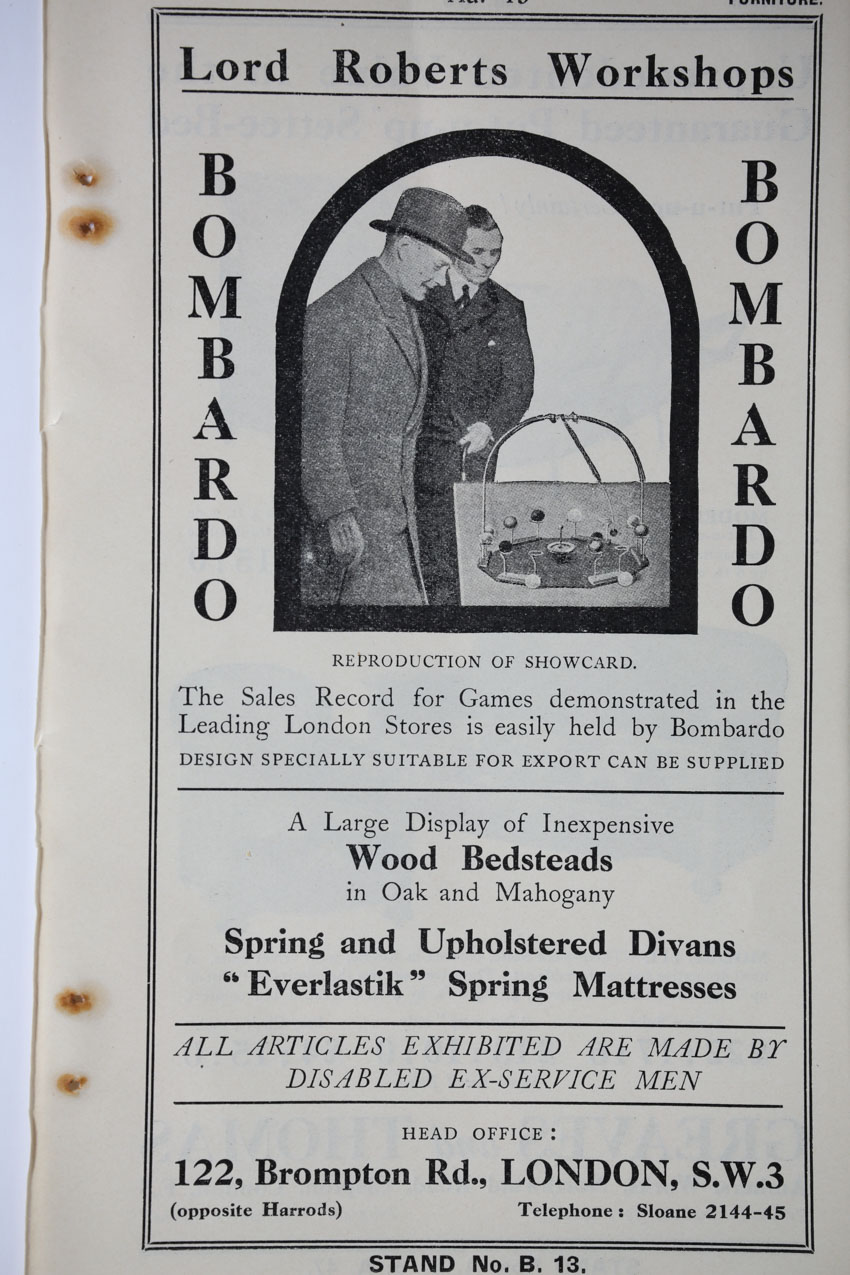 FURNITURE.
Lord Roberts Workshops
BOMBARDO
BOMBARDO
REPRODUCTION OF SHOWCARD.
The Sales Record for Games demonstrated in the
Leading London Stores is easily held by Bombardo
DESIGN SPECIALLY SUITABLE FOR EXPORT CAN BE SUPPLIED
A Large Display of Inexpensive
Wood Bedsteads
in Oak and Mahogany
Spring and Upholstered Divans
“Everlastik” Spring Mattresses
ALL ARTICLES EXHIBITED ARE MADE BY
DISABLED EX-SERVICE MEN
HEAD OFFICE :
122, Brompton Rd., LONDON, S.W.3
(opposite Harrods) Telephone : Sloane 2144-45
STAND No. B. 13.